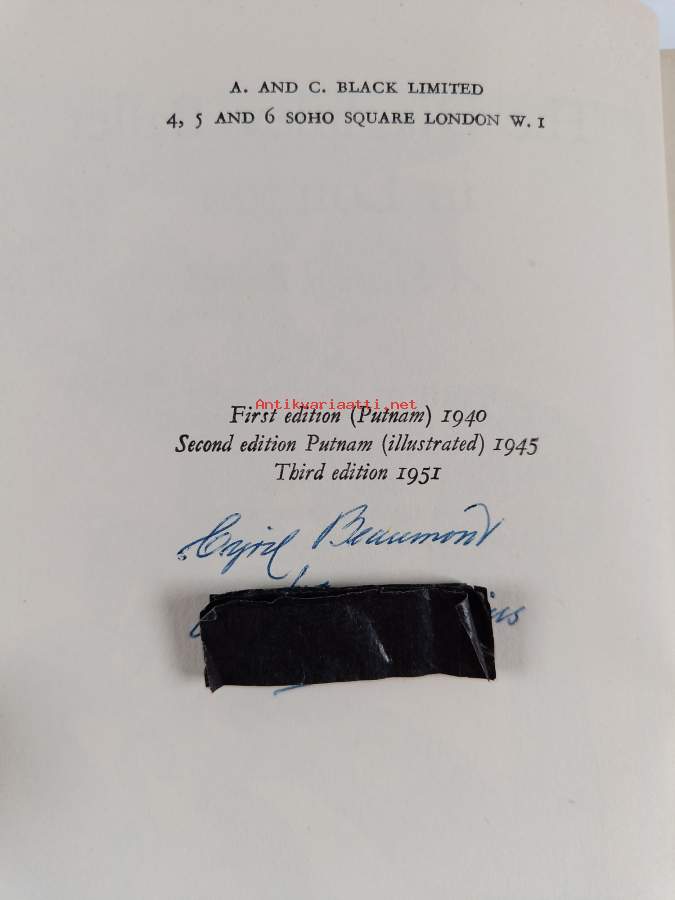 A. AND C. BLACK LIMITED
4, 5 AND 6 SOHO SQUARE LONDON W. 1
Antikvariaatti.net
First edition (Putnam) 1940
Second edition Putnam (illustrated) 1945
Third edition 1951
Cyril Beaumont